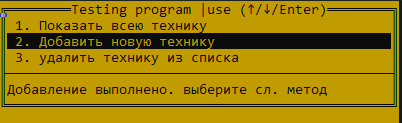 Testing program |use (↑/↓/Enter)
1. Показать всею технику
2. Добавить новую технику
3. удалить технику из списка
Добавление выполнено. выберите сл. метод